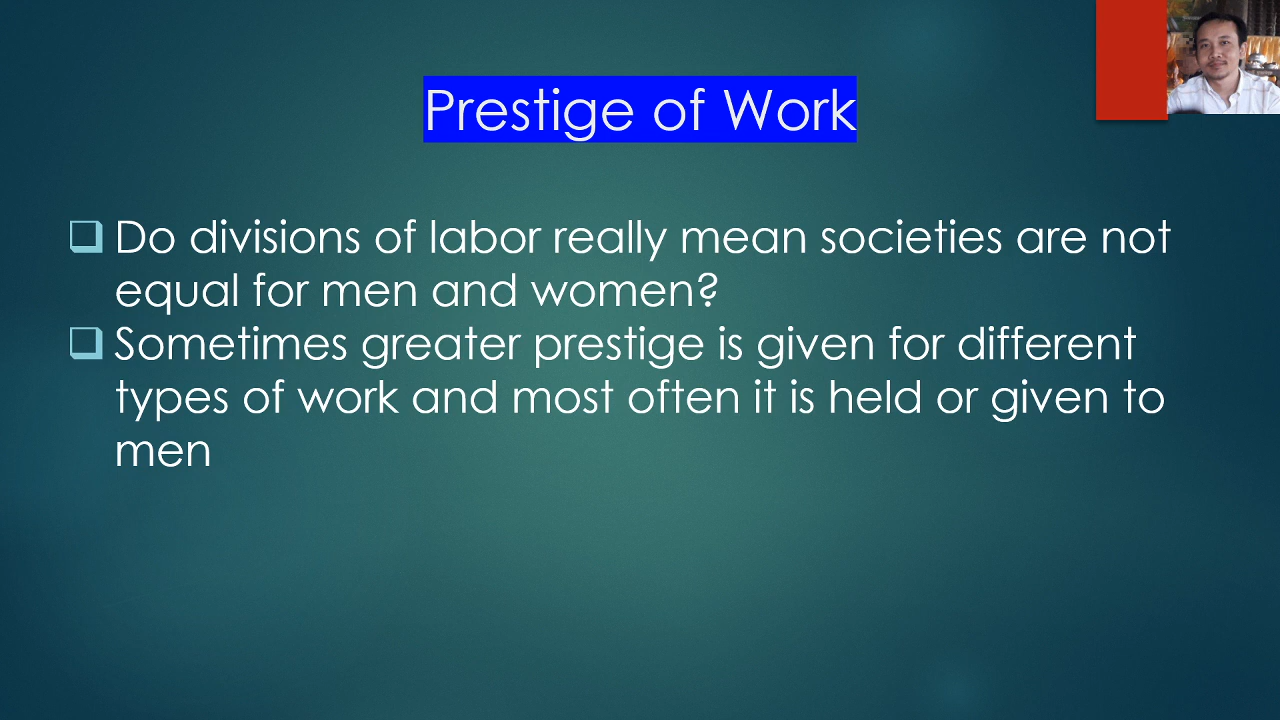 Prestige of Work
Do divisions of labor really mean societies are not
equal for men and women?
Sometimes greater prestige is given for different
types of work and most often it is held or given to
men